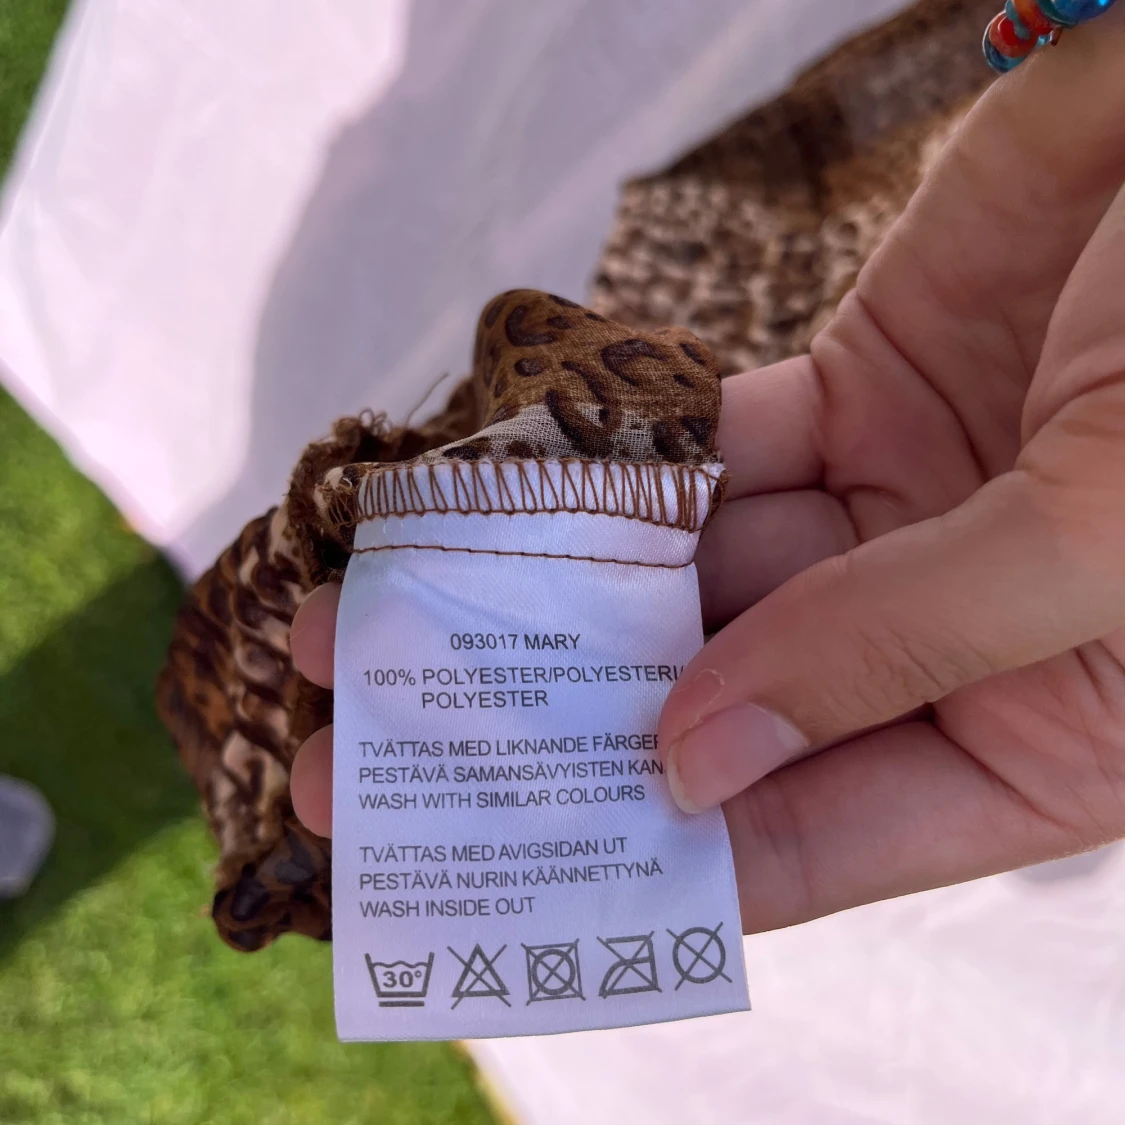 093017 MARY
100% POLYESTER/POLYESTERI/
POLYESTER
TVÄTTAS MED LIKNANDE FÄRGER
PESTÄVÄ SAMANSÄVYISTEN KAN
WASH WITH SIMILAR COLOURS
TVÄTTAS MED AVIGSIDAN UT
PESTÄVÄ NURIN KÄÄNNETTYNÄ
WASH INSIDE OUT
30°